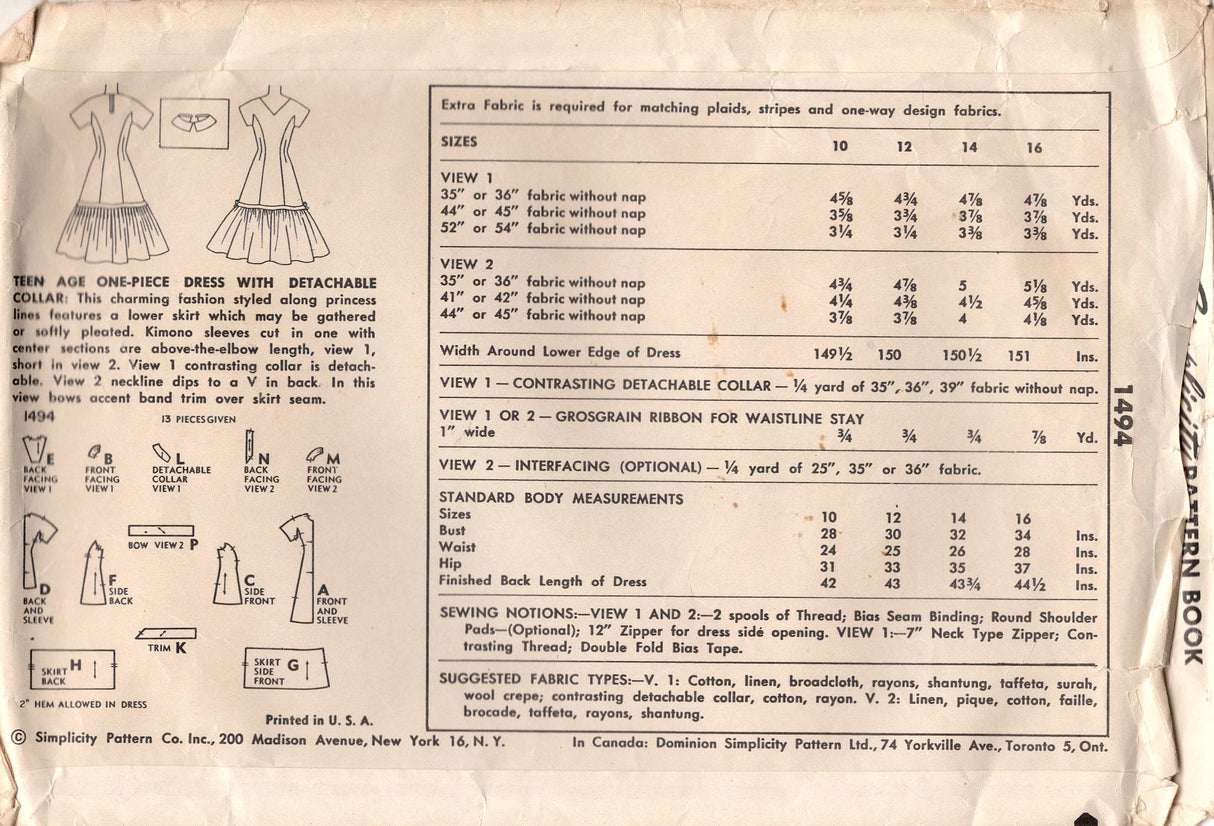 TEEN AGE ONE-PIECE DRESS WITH DETACHABLE
COLLAR: This charming fashion styled along princess
lines features a lower skirt which may be gathered
or softly pleated. Kimono sleeves cut in one with
center sections are above-the-elbow length, view 1,
short in view 2. View 1 contrasting collar is detach-
able. View 2 neckline dips to a V in back. In this
view bows accent band trim over skirt seam.
1494 13 PIECES GIVEN
E BACK FACING VIEW 1
B FRONT FACING VIEW 1
L DETACHABLE COLLAR VIEW 1
N BACK FACING VIEW 2
M FRONT FACING VIEW 2
BOW VIEW 2 P
D BACK AND SLEEVE
F SIDE BACK
C SIDE FRONT
A FRONT AND SLEEVE
TRIM K
SKIRT BACK H
SKIRT SIDE FRONT G
2" HEM ALLOWED IN DRESS
Printed in U. S. A.
Extra Fabric is required for matching plaids, stripes and one-way design fabrics.
SIZES 10 12 14 16
VIEW 1
35" or 36" fabric without nap 4⅝ 4¾ 4⅞ 4⅞ Yds.
44" or 45" fabric without nap 3⅝ 3¾ 3⅞ 3⅞ Yds.
52" or 54" fabric without nap 3¼ 3¼ 3⅜ 3⅜ Yds.
VIEW 2
35" or 36" fabric without nap 4¾ 4⅞ 5 5⅛ Yds.
41" or 42" fabric without nap 4¼ 4⅜ 4½ 4⅝ Yds.
44" or 45" fabric without nap 3⅞ 3⅞ 4 4⅛ Yds.
Width Around Lower Edge of Dress 149½ 150 150½ 151 Ins.
VIEW 1 — CONTRASTING DETACHABLE COLLAR — ¼ yard of 35", 36", 39" fabric without nap.
VIEW 1 OR 2 — GROSGRAIN RIBBON FOR WAISTLINE STAY
1" wide ¾ ¾ ¾ ⅞ Yd.
VIEW 2 — INTERFACING (OPTIONAL) — ¼ yard of 25", 35" or 36" fabric.
STANDARD BODY MEASUREMENTS
Sizes 10 12 14 16
Bust 28 30 32 34 Ins.
Waist 24 25 26 28 Ins.
Hip 31 33 35 37 Ins.
Finished Back Length of Dress 42 43 43¾ 44½ Ins.
SEWING NOTIONS:—VIEW 1 AND 2:—2 spools of Thread; Bias Seam Binding; Round Shoulder
Pads—(Optional); 12" Zipper for dress side opening. VIEW 1:—7" Neck Type Zipper; Con-
trasting Thread; Double Fold Bias Tape.
SUGGESTED FABRIC TYPES:—V. 1: Cotton, linen, broadcloth, rayons, shantung, taffeta, surah,
wool crepe; contrasting detachable collar, cotton, rayon. V. 2: Linen, pique, cotton, faille,
brocade, taffeta, rayons, shantung.
© Simplicity Pattern Co. Inc., 200 Madison Avenue, New York 16, N. Y. In Canada: Dominion Simplicity Pattern Ltd., 74 Yorkville Ave., Toronto 5, Ont.
1494
PATTERN BOOK